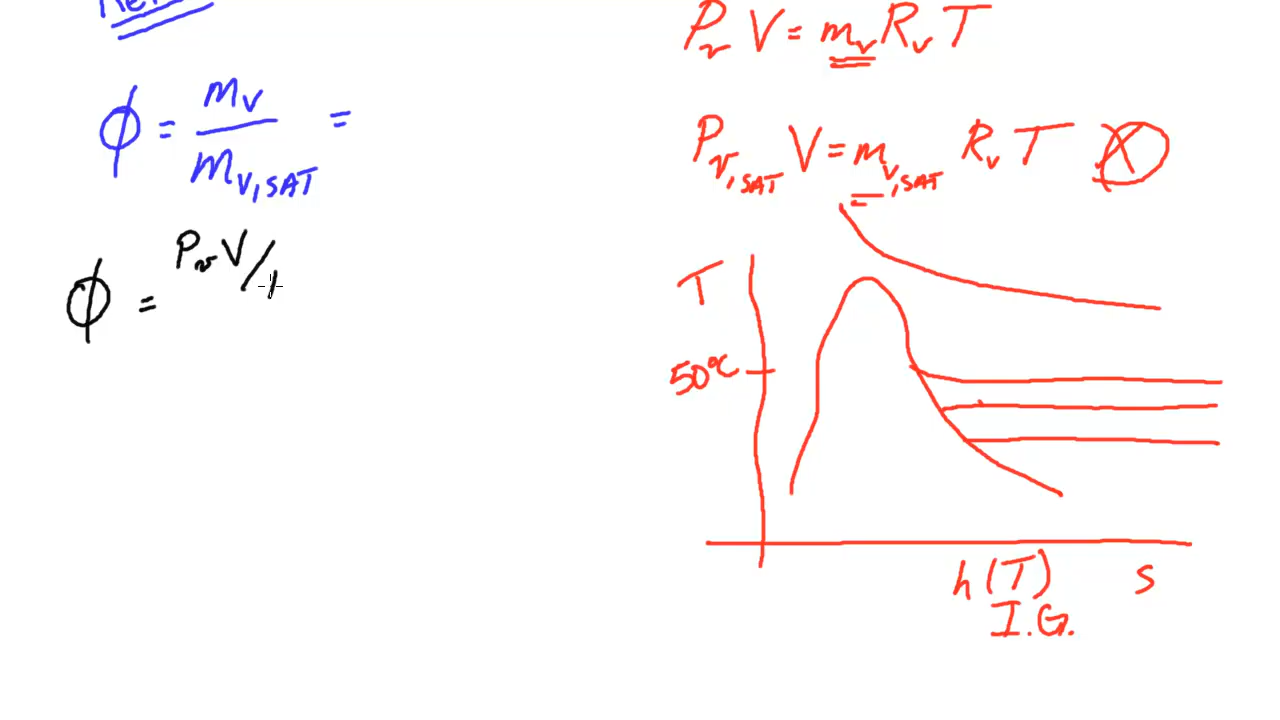 ϕ = m_v / m_v,SAT =
ϕ = P_v V /
P_v V = m_v R_v T
P_v,SAT V = m_v,SAT R_v T
T
50°C
h(T) s
I.G.